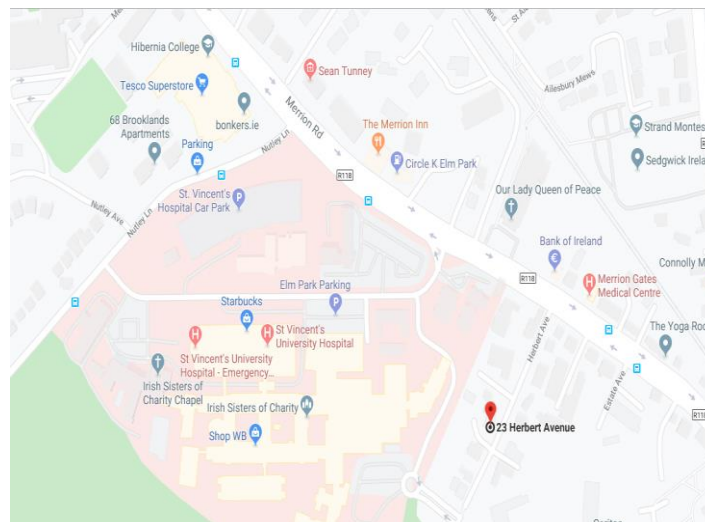 Hibernia College
Sean Tunney
Tesco Superstore
Ailesbury Mews
bonkers.ie
Merrion Rd
68 Brooklands
Apartments
The Merrion Inn
Strand Montes
Nutley Ln
Parking
Circle K Elm Park
Sedgwick Irela
R118
St. Vincent's
Hospital Car Park
Our Lady Queen of Peace
Nutley Ave
Nutley Ln
Bank of Ireland
Connolly M
Elm Park Parking
R118
Merrion Gates
Medical Centre
Starbucks
St Vincent's
University Hospital
The Yoga Roo
Herbert Ave
St Vincent's University
Hospital - Emergency...
Irish Sisters of
Charity Chapel
Estate Ave
Irish Sisters of Charity
R118
23 Herbert Avenue
Shop WB